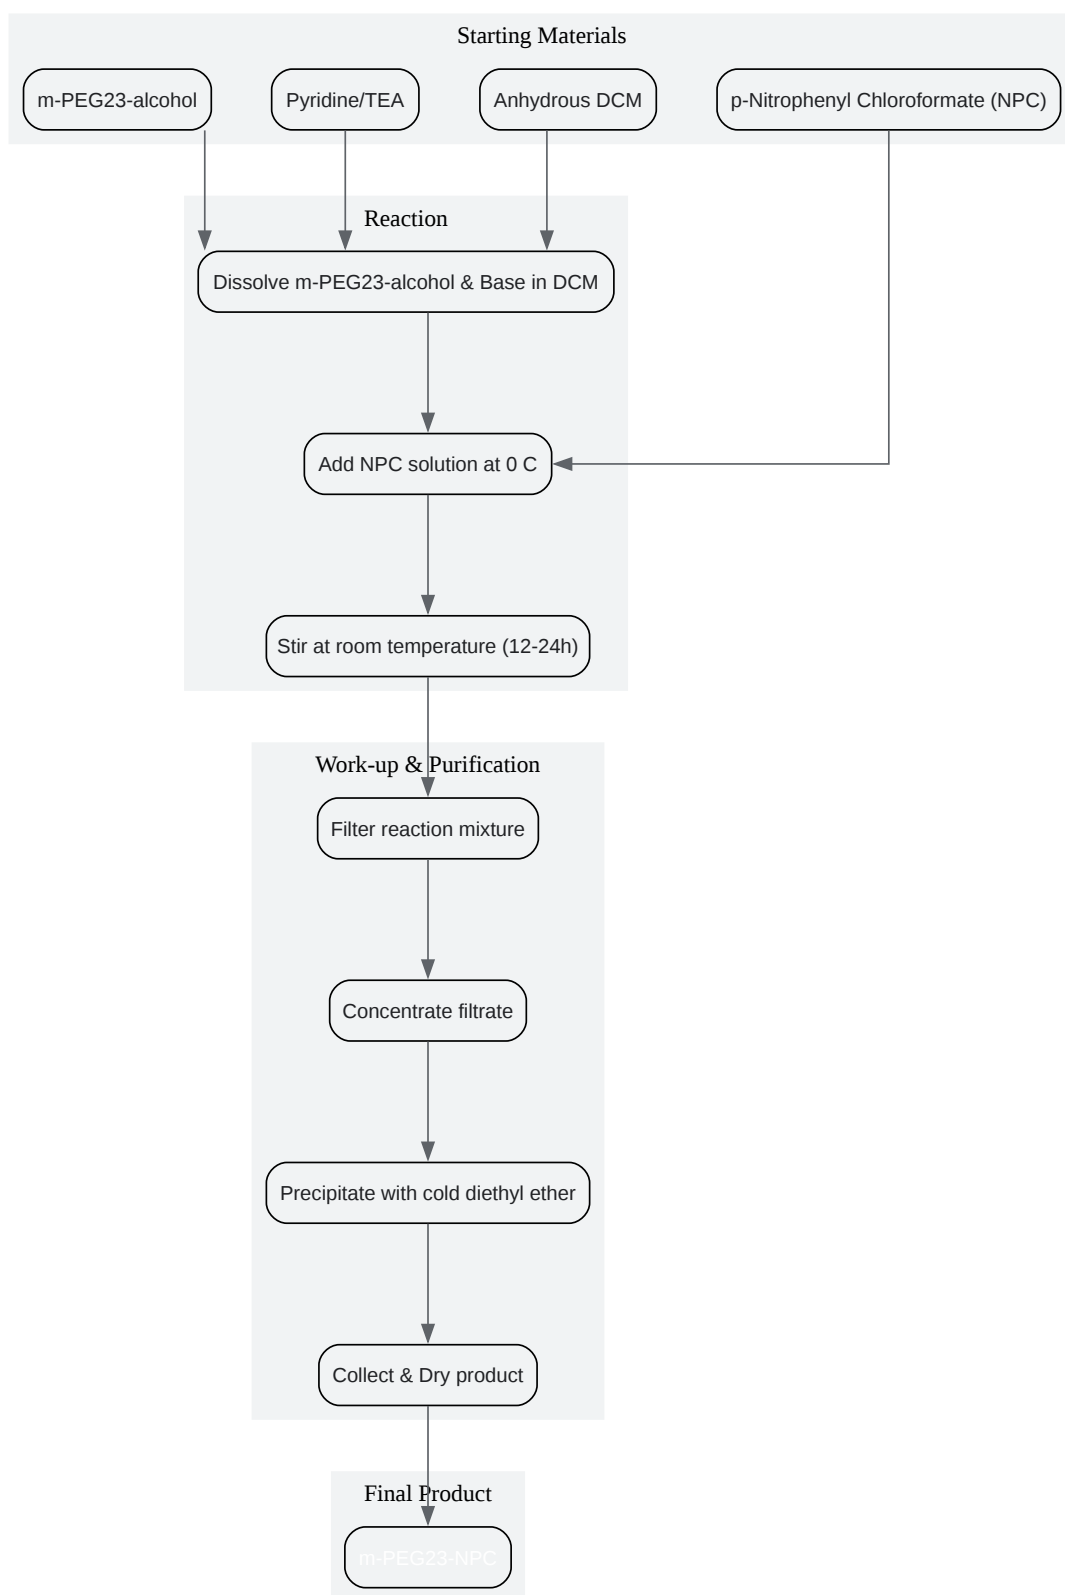 Starting Materials
m-PEG23-alcohol
Pyridine/TEA
Anhydrous DCM
p-Nitrophenyl Chloroformate (NPC)
Reaction
Dissolve m-PEG23-alcohol & Base in DCM
Add NPC solution at 0 C
Stir at room temperature (12-24h)
Work-up & Purification
Filter reaction mixture
Concentrate filtrate
Precipitate with cold diethyl ether
Collect & Dry product
Final Product
m-PEG23-NPC